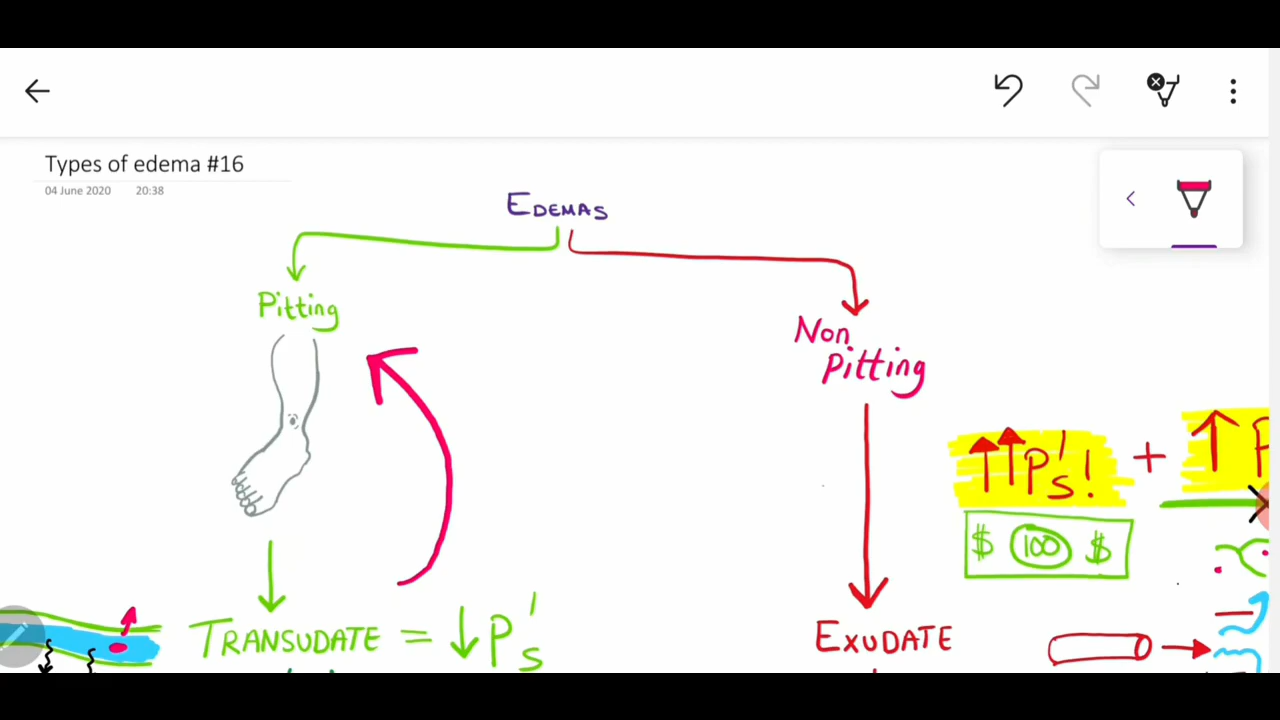 Types of edema #16
04 June 2020 20:38
EDEMAS
Pitting
Non
Pitting
↑↑P's! + ↑ P
$ 100 $
TRANSUDATE = ↓P's
EXUDATE